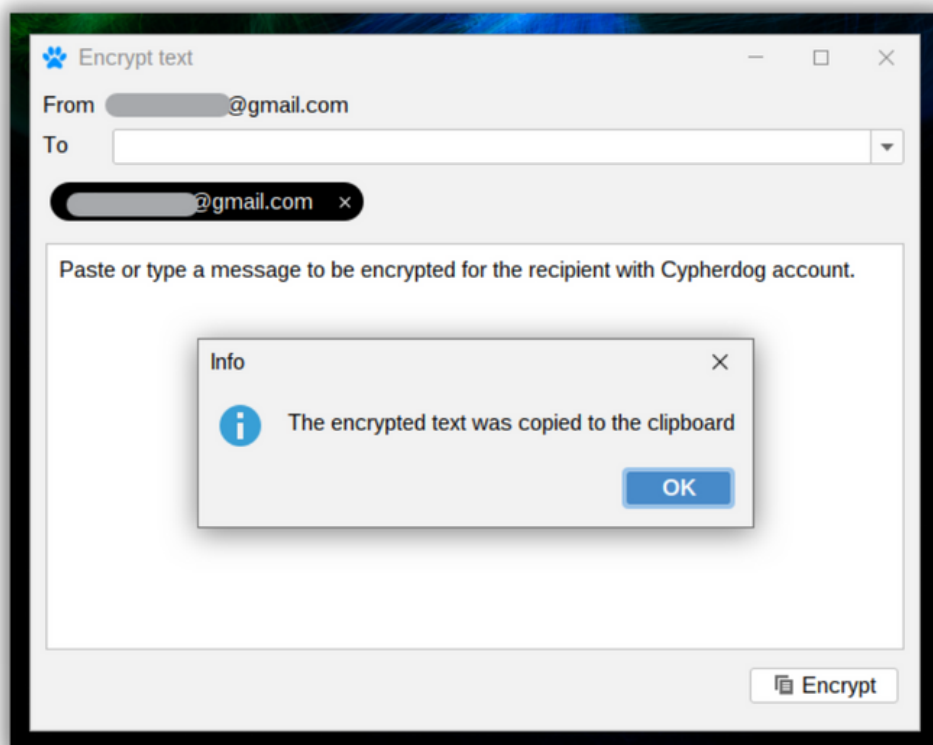 Encrypt text
From @gmail.com
To
@gmail.com ×
Paste or type a message to be encrypted for the recipient with Cypherdog account.
Info
The encrypted text was copied to the clipboard
OK
Encrypt